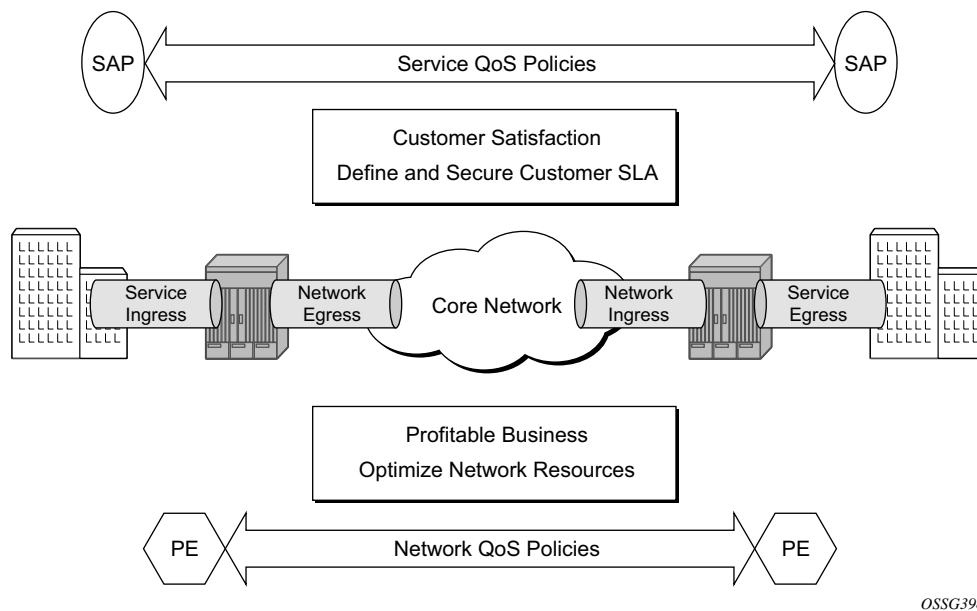 SAP
Service QoS Policies
SAP
Customer Satisfaction
Define and Secure Customer SLA
Service
Ingress
Network
Egress
Core Network
Network
Ingress
Service
Egress
Profitable Business
Optimize Network Resources
PE
Network QoS Policies
PE